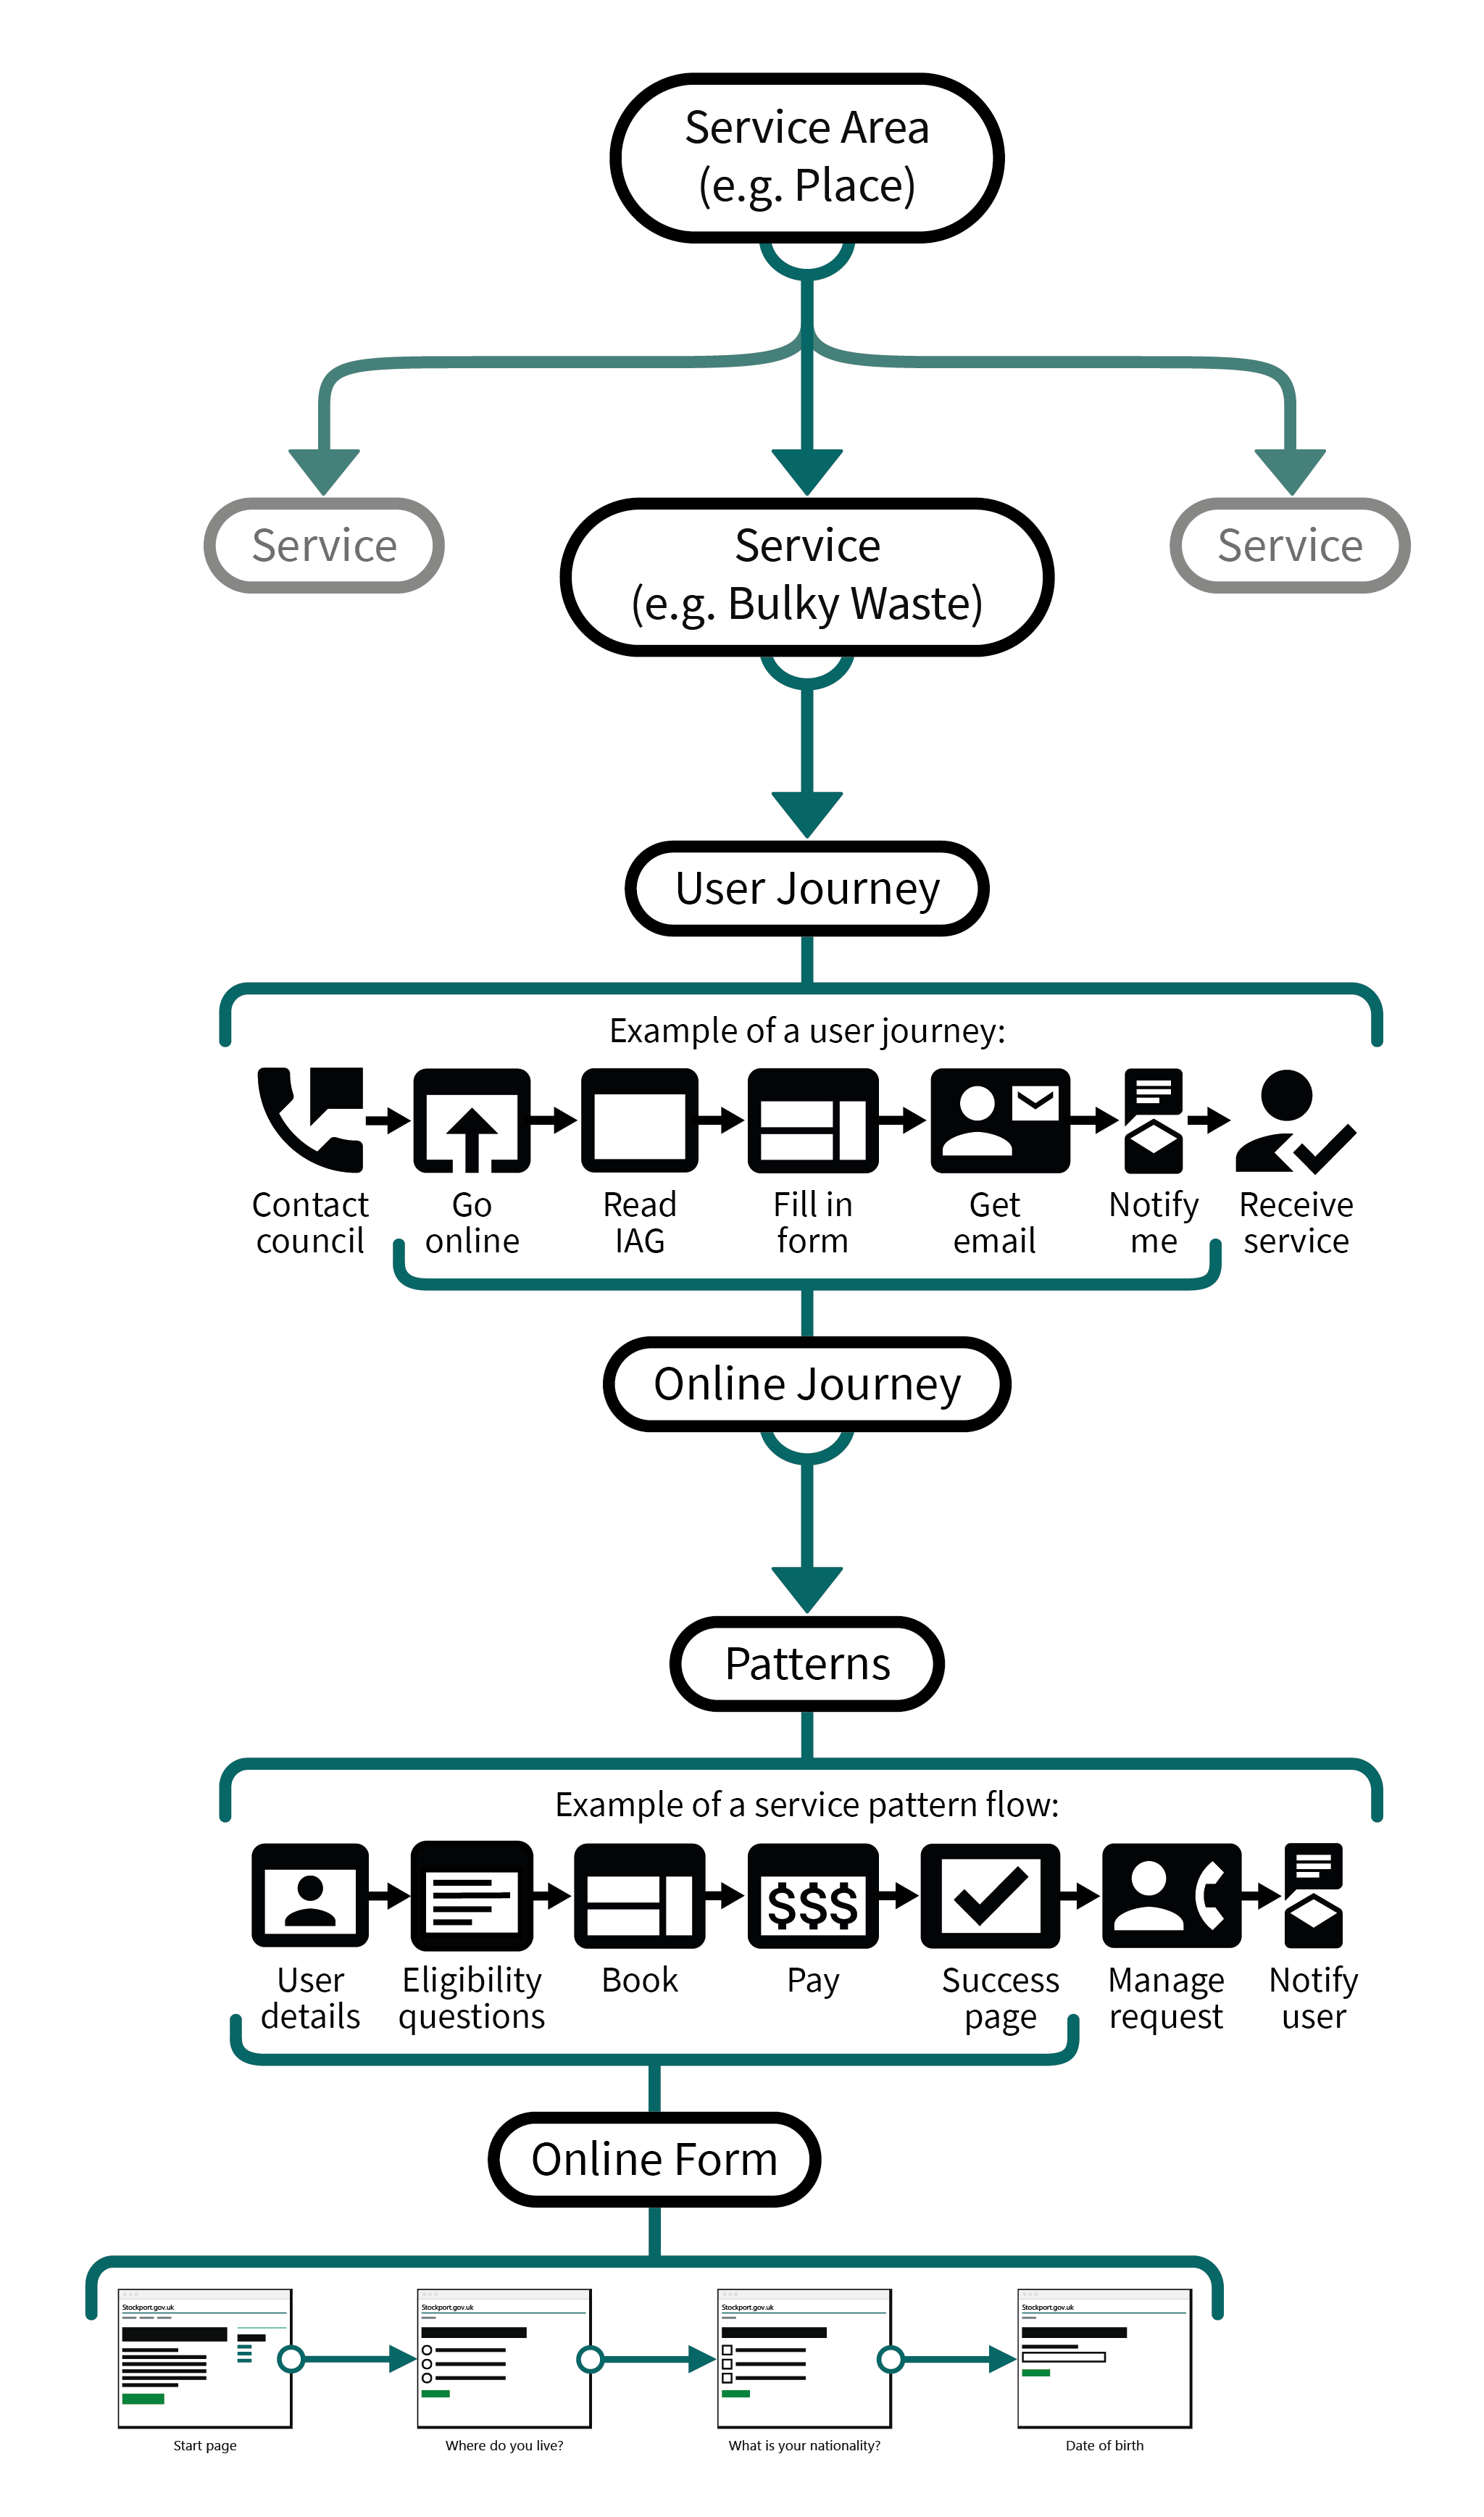 Service Area
(e.g. Place)
Service
Service
(e.g. Bulky Waste)
Service
User Journey
Example of a user journey:
Contact
council
Go
online
Read
IAG
Fill in
form
Get
email
Notify
me
Receive
service
Online Journey
Patterns
Example of a service pattern flow:
$$$
User
details
Eligibility
questions
Book
Pay
Success
page
Manage
request
Notify
user
Online Form
Stockport.gov.uk
Stockport.gov.uk
Stockport.gov.uk
Stockport.gov.uk
Start page
Where do you live?
What is your nationality?
Date of birth